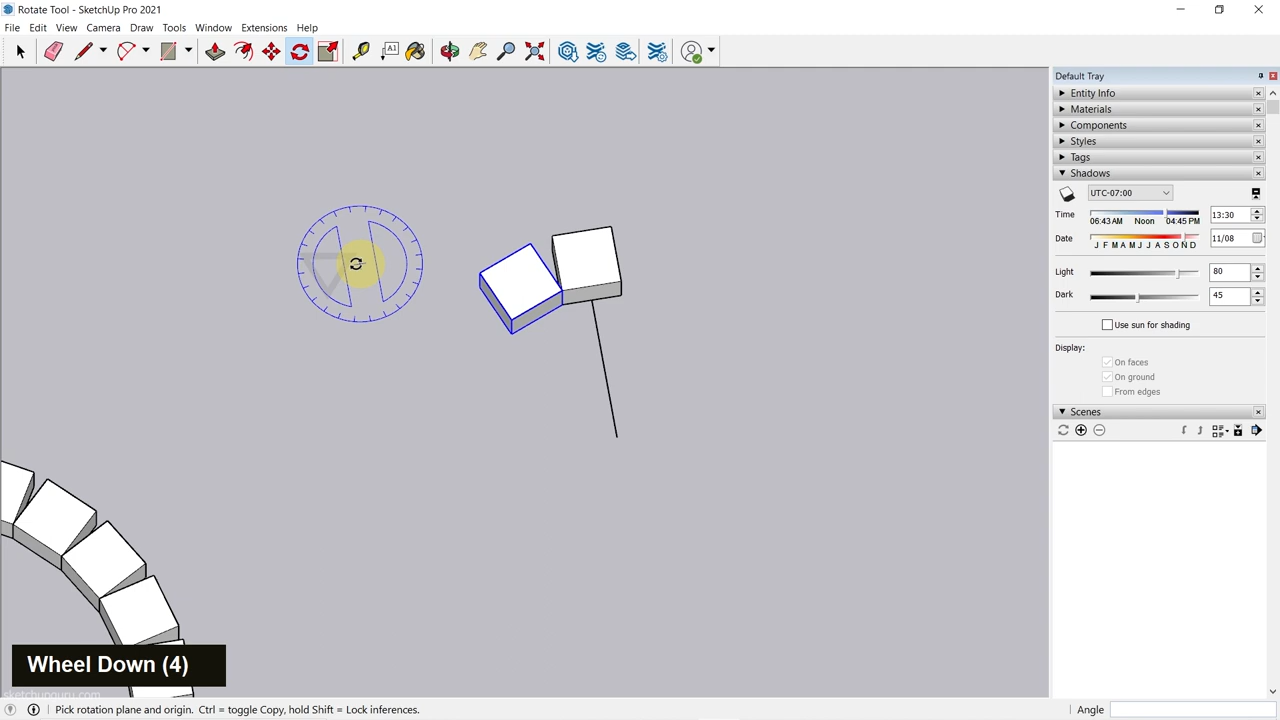 Rotate Tool - SketchUp Pro 2021
File Edit View Camera Draw Tools Window Extensions Help
A1
Default Tray
Entity Info
Materials
Components
Styles
Tags
Shadows
UTC-07:00
Time
06:43 AM Noon 04:45 PM
13:30
Date
J F M A M J J A S O N D
11/08
Light
80
Dark
45
Use sun for shading
Display:
On faces
On ground
From edges
Scenes
Wheel Down (4)
sketchupguru.com
Pick rotation plane and origin. Ctrl = toggle Copy, hold Shift = Lock inferences.
Angle